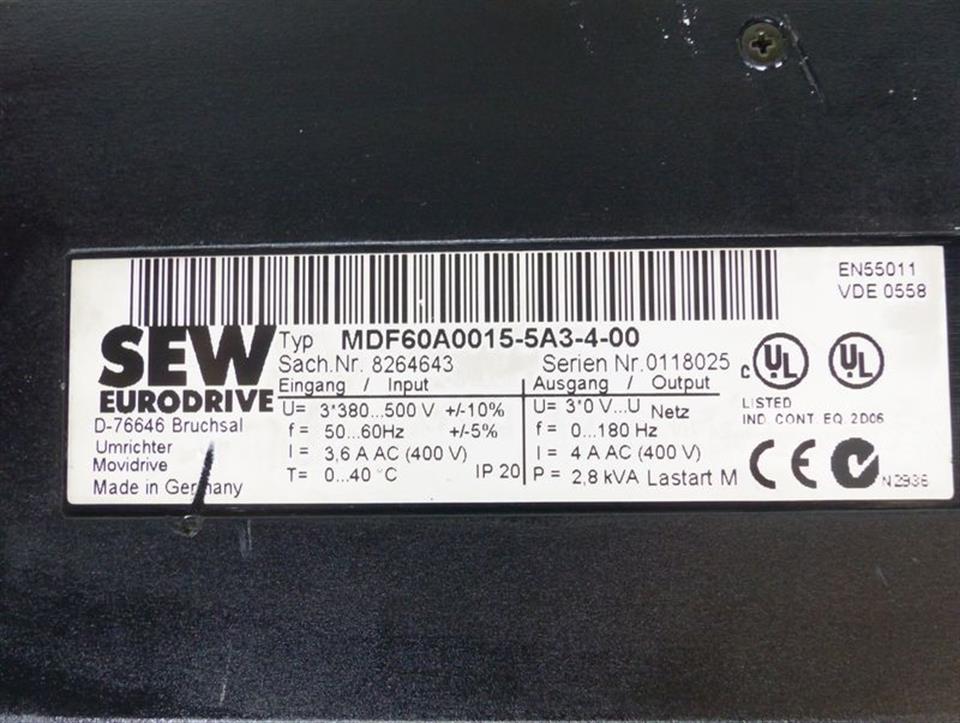 EN55011
VDE 0558
SEW
EURODRIVE
D-76646 Bruchsal
Umrichter
Movidrive
Made in Germany
Typ MDF60A0015-5A3-4-00
Sach.Nr. 8264643 Serien Nr. 0118025
Eingang / Input
U= 3*380...500 V +/-10%
f = 50...60Hz +/-5%
I = 3,6 A AC (400 V)
T= 0...40 °C IP 20
Ausgang / Output
U= 3*0 V...U Netz
f = 0...180 Hz
I = 4 A AC (400 V)
P = 2,8 kVA Lastart M
c UL UL
LISTED
IND. CONT. EQ. 2D06
CE
N2936